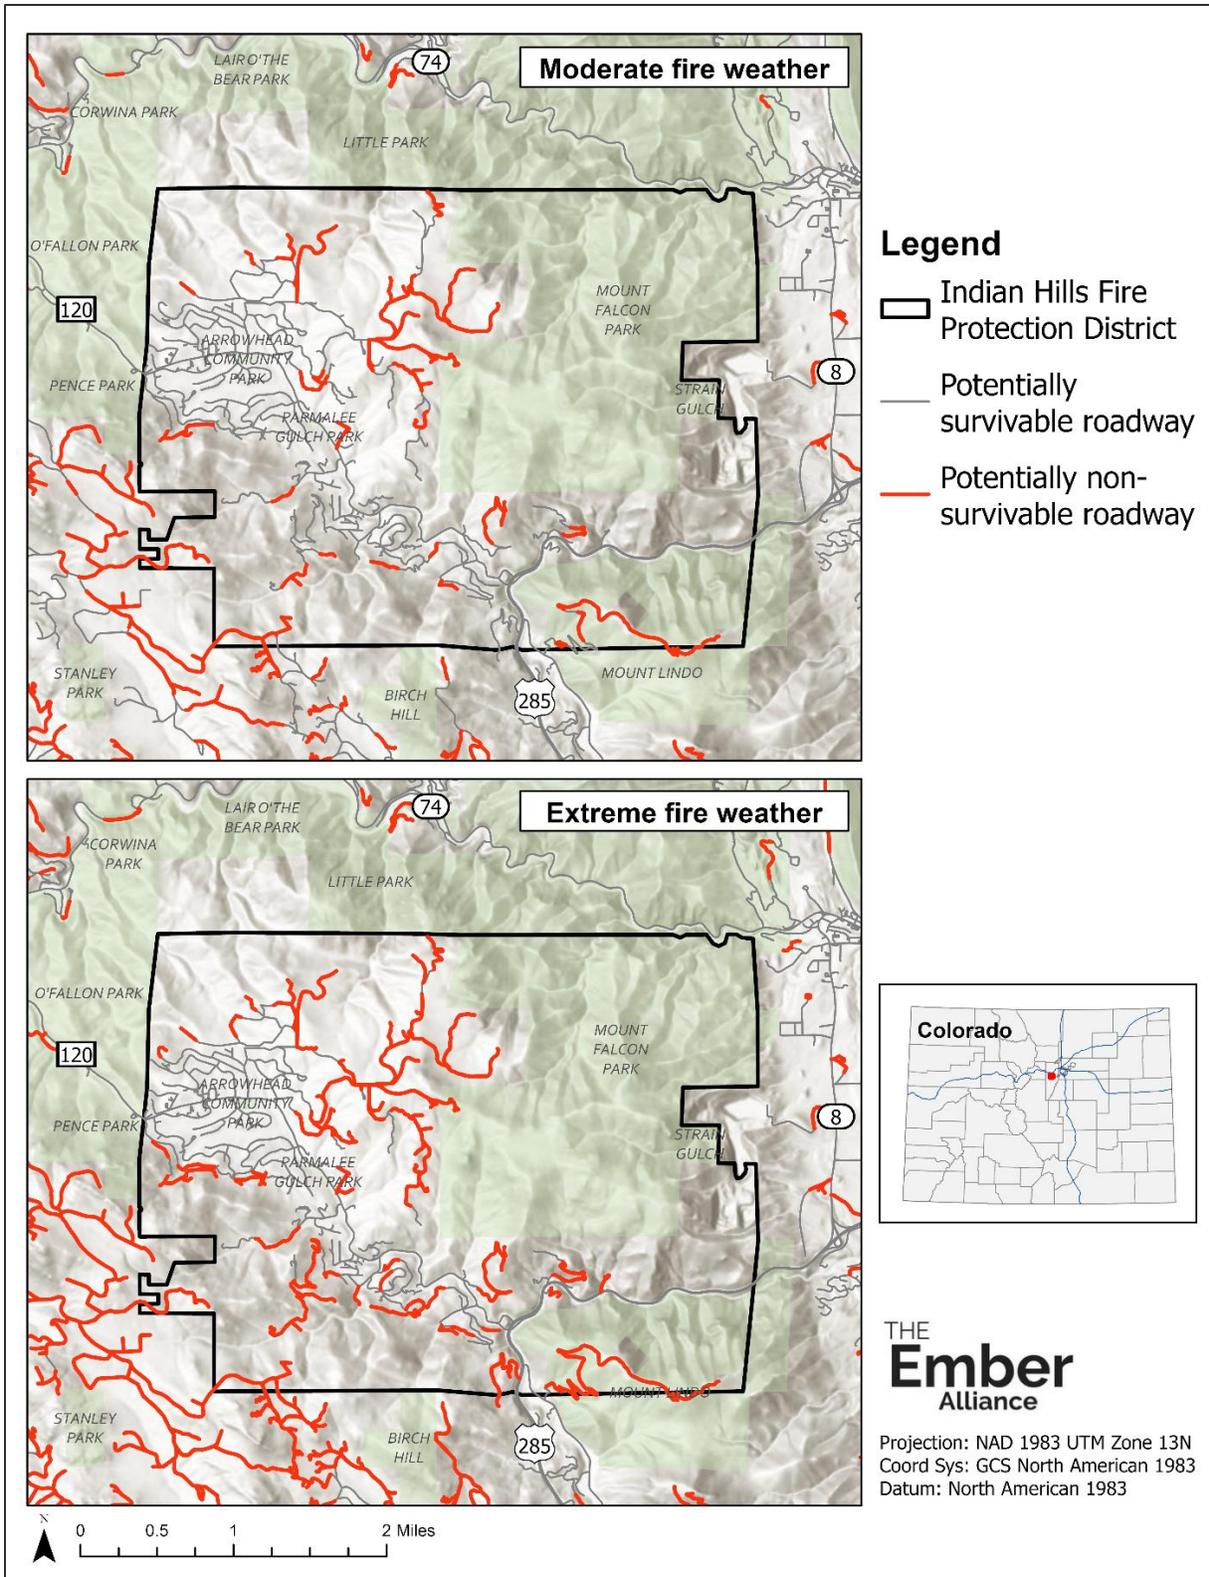 Moderate fire weather
LAIR O'THE
BEAR PARK
74
CORWINA PARK
LITTLE PARK
O'FALLON PARK
120
MOUNT
FALCON
PARK
ARROWHEAD
COMMUNITY
PARK
PENCE PARK
8
STRAIN
GULCH
PARMALEE
GULCH PARK
STANLEY
PARK
MOUNT LINDO
BIRCH
HILL
285
Legend
Indian Hills Fire
Protection District
Potentially
survivable roadway
Potentially non-
survivable roadway
Extreme fire weather
LAIR O'THE
BEAR PARK
74
CORWINA
PARK
LITTLE PARK
O'FALLON PARK
120
MOUNT
FALCON
PARK
ARROWHEAD
COMMUNITY
PARK
PENCE PARK
8
STRAIN
GULCH
PARMALEE
GULCH PARK
MOUNT LINDO
STANLEY
PARK
BIRCH
HILL
285
Colorado
THE
Ember
Alliance
Projection: NAD 1983 UTM Zone 13N
Coord Sys: GCS North American 1983
Datum: North American 1983
N
0 0.5 1 2 Miles